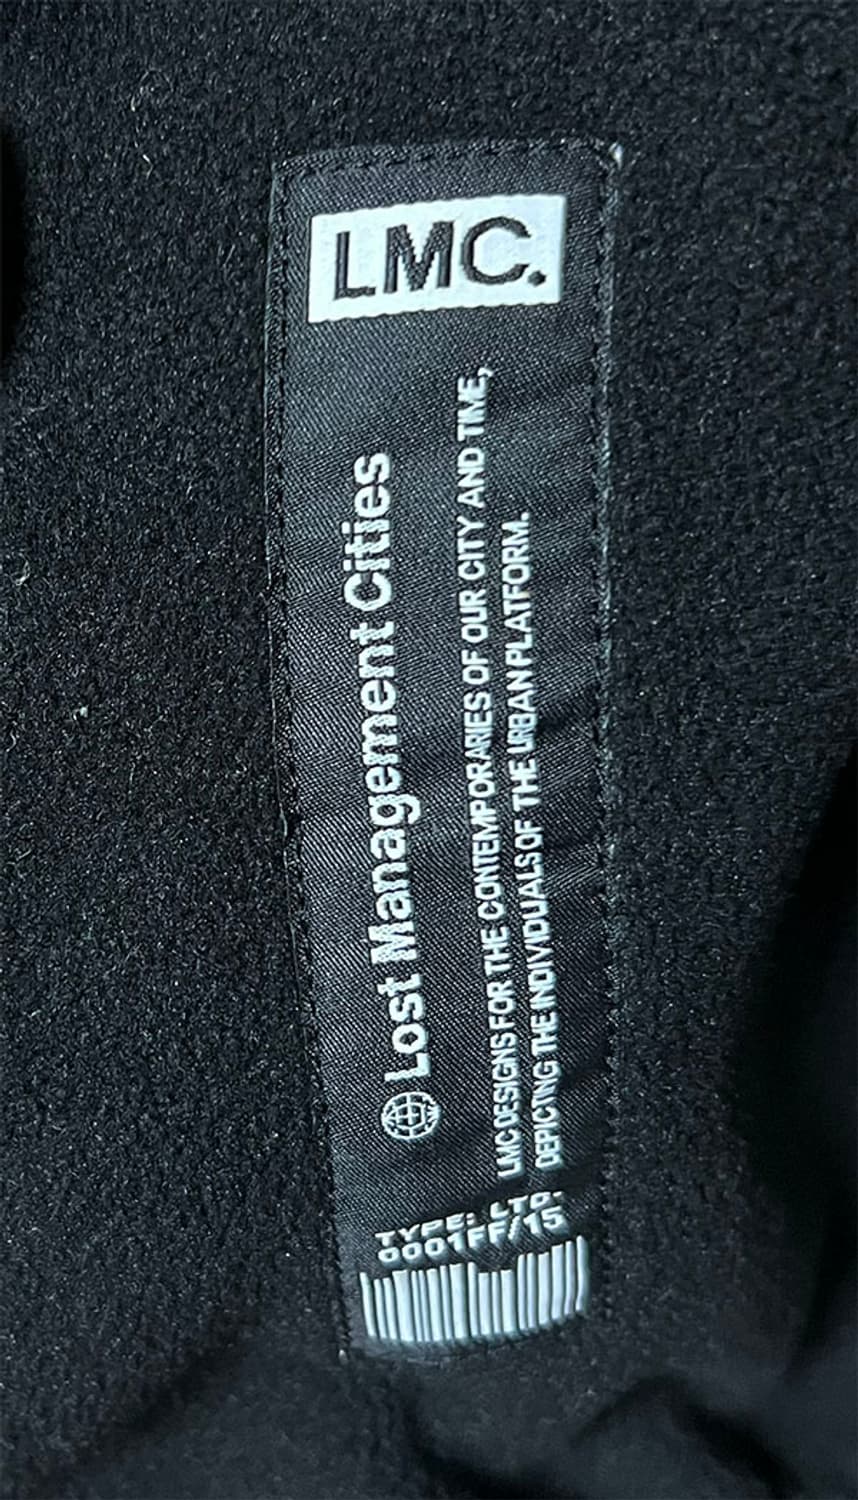 LMC.
Lost Management Cities
LMC DESIGNS FOR THE CONTEMPORARIES OF OUR CITY AND TIME,
DEPICTING THE INDIVIDUALS OF THE URBAN PLATFORM.
TYPE: LTD.
0001FF/15